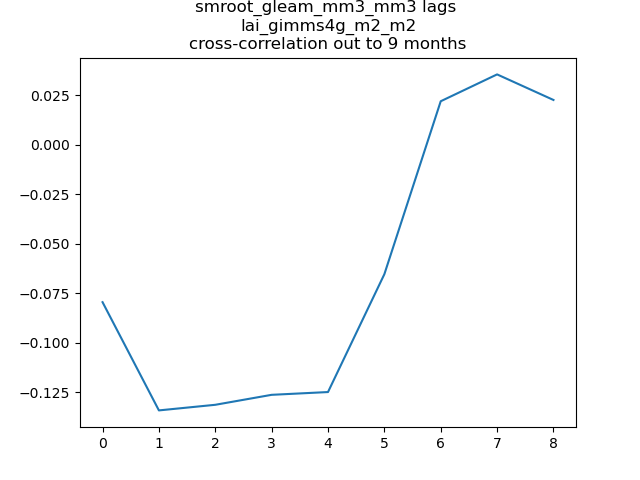 smroot_gleam_mm3_mm3 lags
lai_gimms4g_m2_m2
cross-correlation out to 9 months
0.025
0.000
−0.025
−0.050
−0.075
−0.100
−0.125
0 1 2 3 4 5 6 7 8